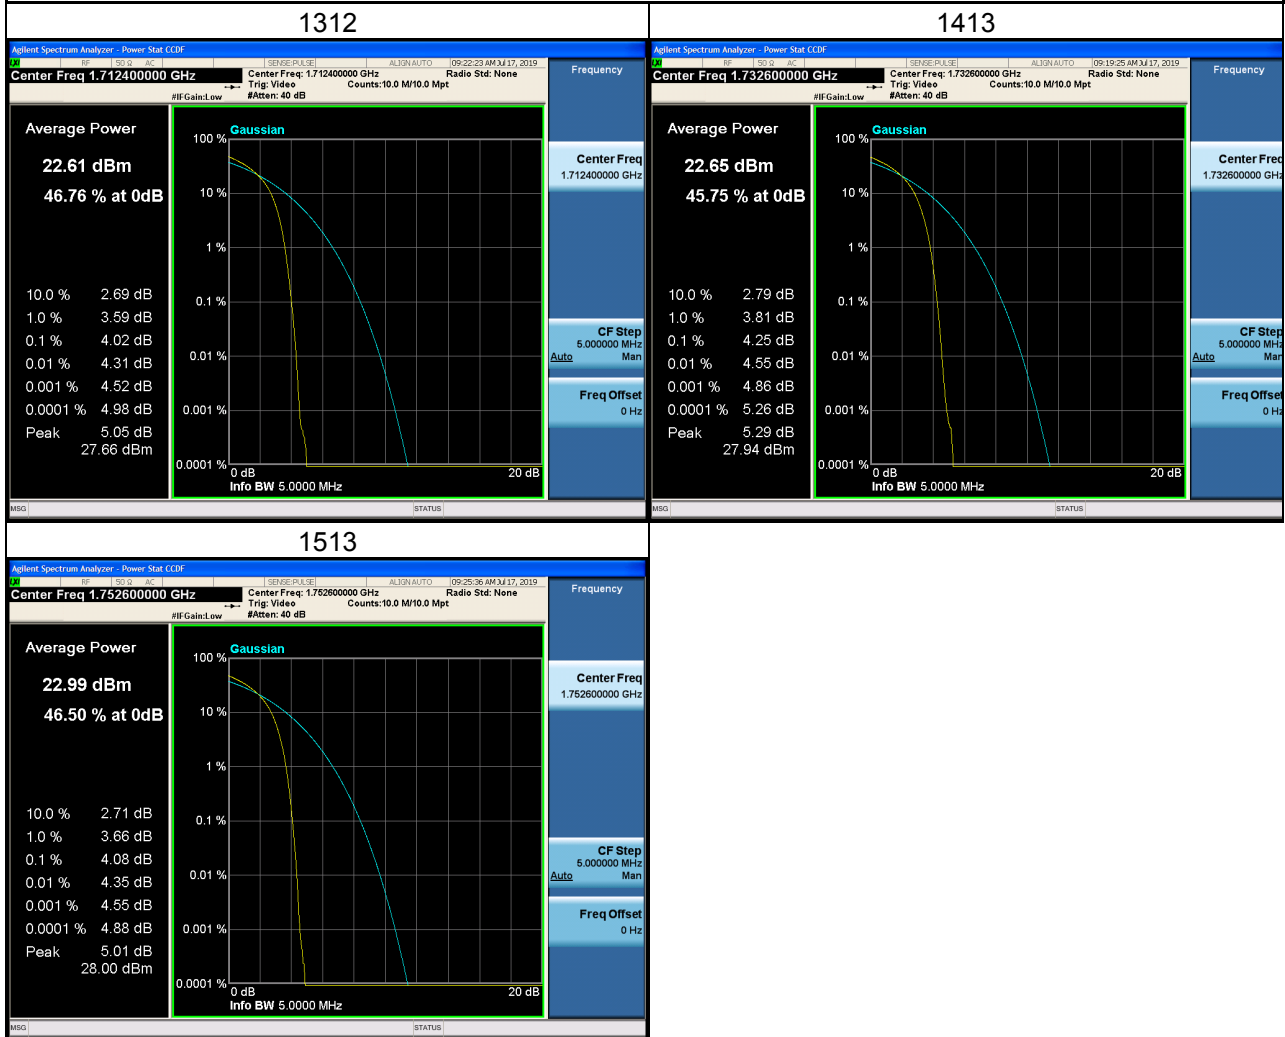 1312
Agilent Spectrum Analyzer - Power Stat CCDF
LXI RF 50 Ω AC SENSE:PULSE ALIGN AUTO 09:22:23 AM Jul 17, 2019
Center Freq 1.712400000 GHz
Center Freq: 1.712400000 GHz Radio Std: None
Trig: Video Counts:10.0 M/10.0 Mpt
#IFGain:Low #Atten: 40 dB
Frequency
Average Power
22.61 dBm
46.76 % at 0dB
10.0 % 2.69 dB
1.0 % 3.59 dB
0.1 % 4.02 dB
0.01 % 4.31 dB
0.001 % 4.52 dB
0.0001 % 4.98 dB
Peak 5.05 dB
27.66 dBm
Gaussian
100 %
10 %
1 %
0.1 %
0.01 %
0.001 %
0.0001 %
0 dB 20 dB
Info BW 5.0000 MHz
Center Freq
1.712400000 GHz
CF Step
5.000000 MHz
Auto Man
Freq Offset
0 Hz
MSG STATUS
1413
Agilent Spectrum Analyzer - Power Stat CCDF
LXI RF 50 Ω AC SENSE:PULSE ALIGN AUTO 09:19:25 AM Jul 17, 2019
Center Freq 1.732600000 GHz
Center Freq: 1.732600000 GHz Radio Std: None
Trig: Video Counts:10.0 M/10.0 Mpt
#IFGain:Low #Atten: 40 dB
Frequency
Average Power
22.65 dBm
45.75 % at 0dB
10.0 % 2.79 dB
1.0 % 3.81 dB
0.1 % 4.25 dB
0.01 % 4.55 dB
0.001 % 4.86 dB
0.0001 % 5.26 dB
Peak 5.29 dB
27.94 dBm
Gaussian
100 %
10 %
1 %
0.1 %
0.01 %
0.001 %
0.0001 %
0 dB 20 dB
Info BW 5.0000 MHz
Center Freq
1.732600000 GHz
CF Step
5.000000 MHz
Auto Man
Freq Offset
0 Hz
MSG STATUS
1513
Agilent Spectrum Analyzer - Power Stat CCDF
LXI RF 50 Ω AC SENSE:PULSE ALIGN AUTO 09:25:36 AM Jul 17, 2019
Center Freq 1.752600000 GHz
Center Freq: 1.752600000 GHz Radio Std: None
Trig: Video Counts:10.0 M/10.0 Mpt
#IFGain:Low #Atten: 40 dB
Frequency
Average Power
22.99 dBm
46.50 % at 0dB
10.0 % 2.71 dB
1.0 % 3.66 dB
0.1 % 4.08 dB
0.01 % 4.35 dB
0.001 % 4.55 dB
0.0001 % 4.88 dB
Peak 5.01 dB
28.00 dBm
Gaussian
100 %
10 %
1 %
0.1 %
0.01 %
0.001 %
0.0001 %
0 dB 20 dB
Info BW 5.0000 MHz
Center Freq
1.752600000 GHz
CF Step
5.000000 MHz
Auto Man
Freq Offset
0 Hz
MSG STATUS